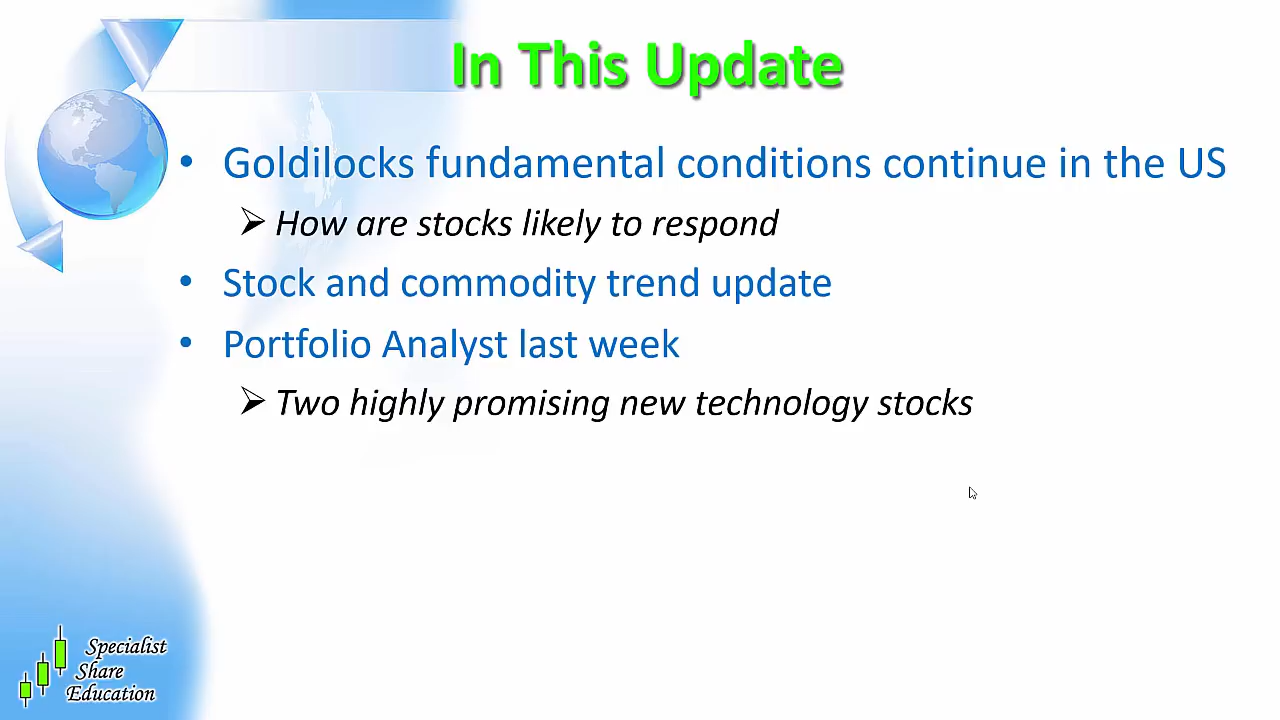 In This Update
• Goldilocks fundamental conditions continue in the US
➢ How are stocks likely to respond
• Stock and commodity trend update
• Portfolio Analyst last week
➢ Two highly promising new technology stocks
Specialist
Share
Education